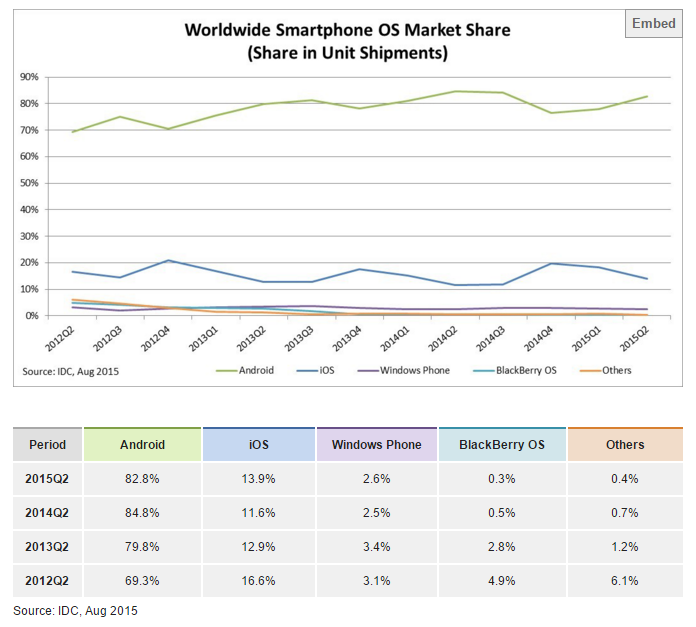 Worldwide Smartphone OS Market Share
(Share in Unit Shipments)
Embed
90%
80%
70%
60%
50%
40%
30%
20%
10%
0%
2012Q2 2012Q3 2012Q4 2013Q1 2013Q2 2013Q3 2013Q4 2014Q1 2014Q2 2014Q3 2014Q4 2015Q1 2015Q2
Source: IDC, Aug 2015 Android iOS Windows Phone BlackBerry OS Others
Period Android iOS Windows Phone BlackBerry OS Others
2015Q2 82.8% 13.9% 2.6% 0.3% 0.4%
2014Q2 84.8% 11.6% 2.5% 0.5% 0.7%
2013Q2 79.8% 12.9% 3.4% 2.8% 1.2%
2012Q2 69.3% 16.6% 3.1% 4.9% 6.1%
Source: IDC, Aug 2015